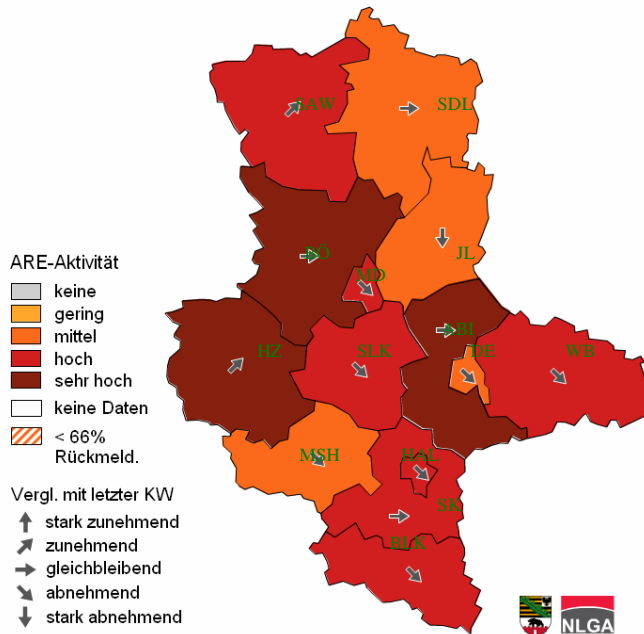 SAW
SDL
BÖ
JL
MD
ABI
HZ
SLK
DE
WB
MSH
HAL
SK
BLK
ARE-Aktivität
keine
gering
mittel
hoch
sehr hoch
keine Daten
< 66%
Rückmeld.
Vergl. mit letzter KW
stark zunehmend
zunehmend
gleichbleibend
abnehmend
stark abnehmend
NLGA